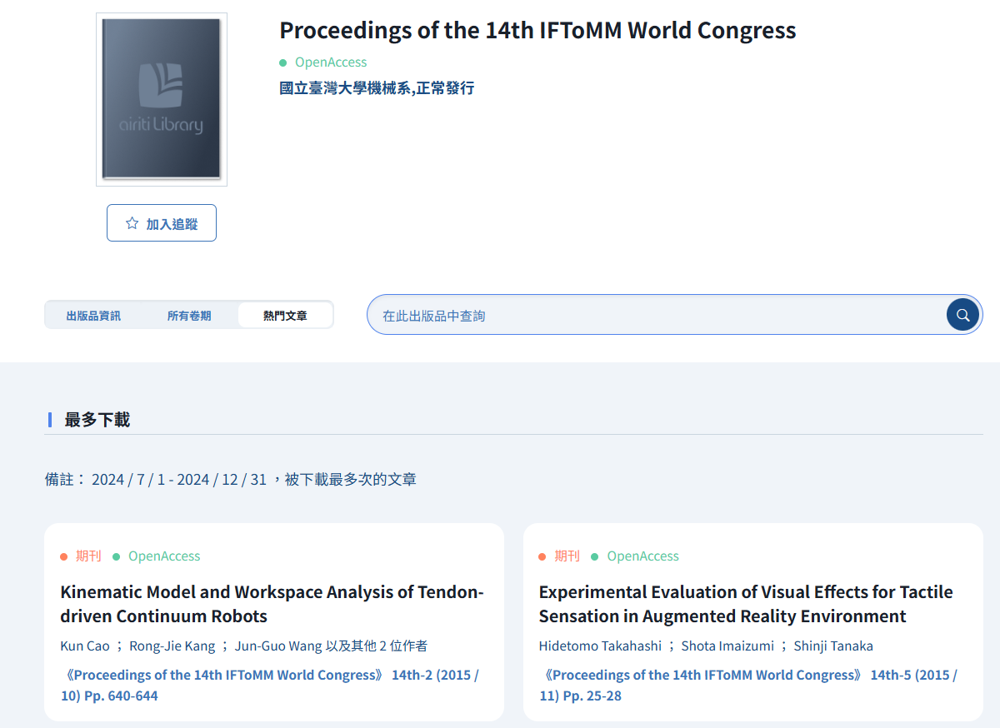 Proceedings of the 14th IFToMM World Congress
OpenAccess
國立臺灣大學機械系,正常發行
airiti Library
加入追蹤
出版品資訊
所有卷期
熱門文章
在此出版品中查詢
最多下載
備註： 2024 / 7 / 1 - 2024 / 12 / 31 ，被下載最多次的文章
期刊 OpenAccess
Kinematic Model and Workspace Analysis of Tendon-
driven Continuum Robots
Kun Cao ； Rong-Jie Kang ； Jun-Guo Wang 以及其他 2 位作者
《Proceedings of the 14th IFToMM World Congress》 14th-2 (2015 /
10) Pp. 640-644
期刊 OpenAccess
Experimental Evaluation of Visual Effects for Tactile
Sensation in Augmented Reality Environment
Hidetomo Takahashi ； Shota Imaizumi ； Shinji Tanaka
《Proceedings of the 14th IFToMM World Congress》 14th-5 (2015 /
11) Pp. 25-28